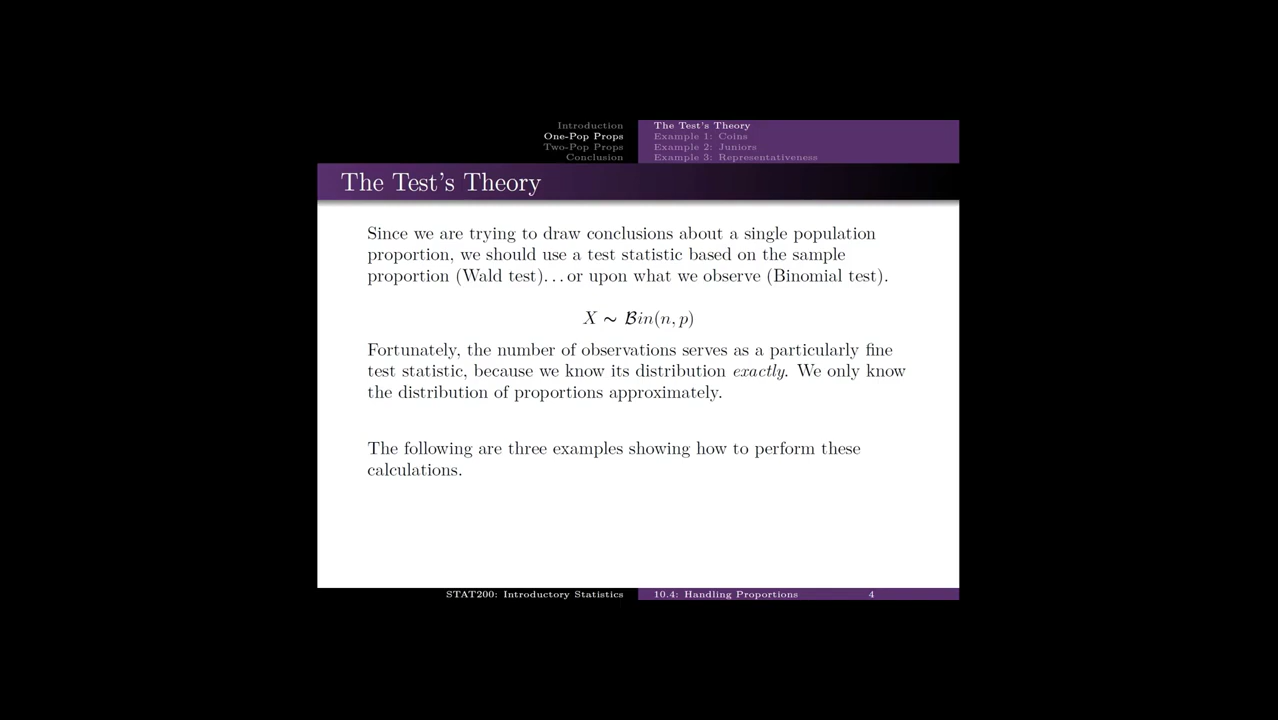 Introduction
One-Pop Props
Two-Pop Props
Conclusion
The Test's Theory
Example 1: Coins
Example 2: Juniors
Example 3: Representativeness
The Test's Theory
Since we are trying to draw conclusions about a single population
proportion, we should use a test statistic based on the sample
proportion (Wald test)...or upon what we observe (Binomial test).
X ∼ ℬin(n, p)
Fortunately, the number of observations serves as a particularly fine
test statistic, because we know its distribution exactly. We only know
the distribution of proportions approximately.
The following are three examples showing how to perform these
calculations.
STAT200: Introductory Statistics
10.4: Handling Proportions
4